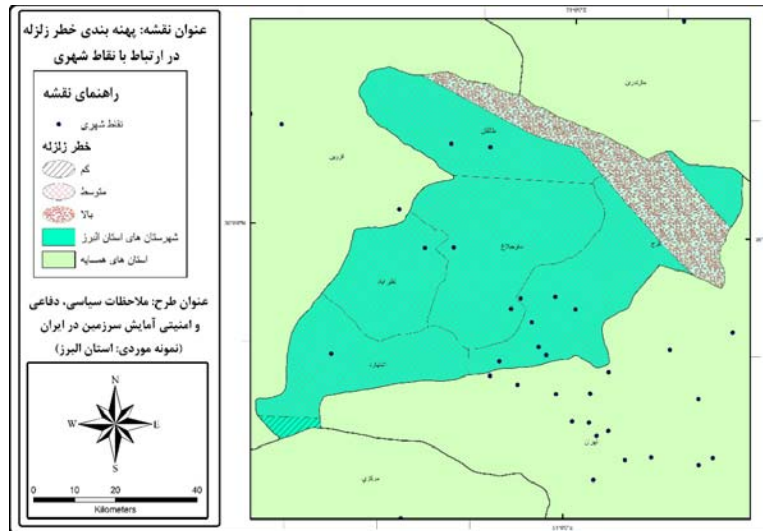 عنوان نقشه: پهنه بندی خطر زلزله
در ارتباط با نقاط شهری
راهنمای نقشه
نقاط شهری
خطر زلزله
کم
متوسط
بالا
شهرستان های استان البرز
استان های همسایه
عنوان طرح: ملاحظات سیاسی، دفاعی
و امنیتی آمایش سرزمین در ایران
(نمونه موردی: استان البرز)
N
W
E
S
0 10 20 40
Kilometers
مازندران
طالقان
قزوین
ساوجبلاغ
کرج
نظرآباد
اشتهارد
تهران
مرکزی